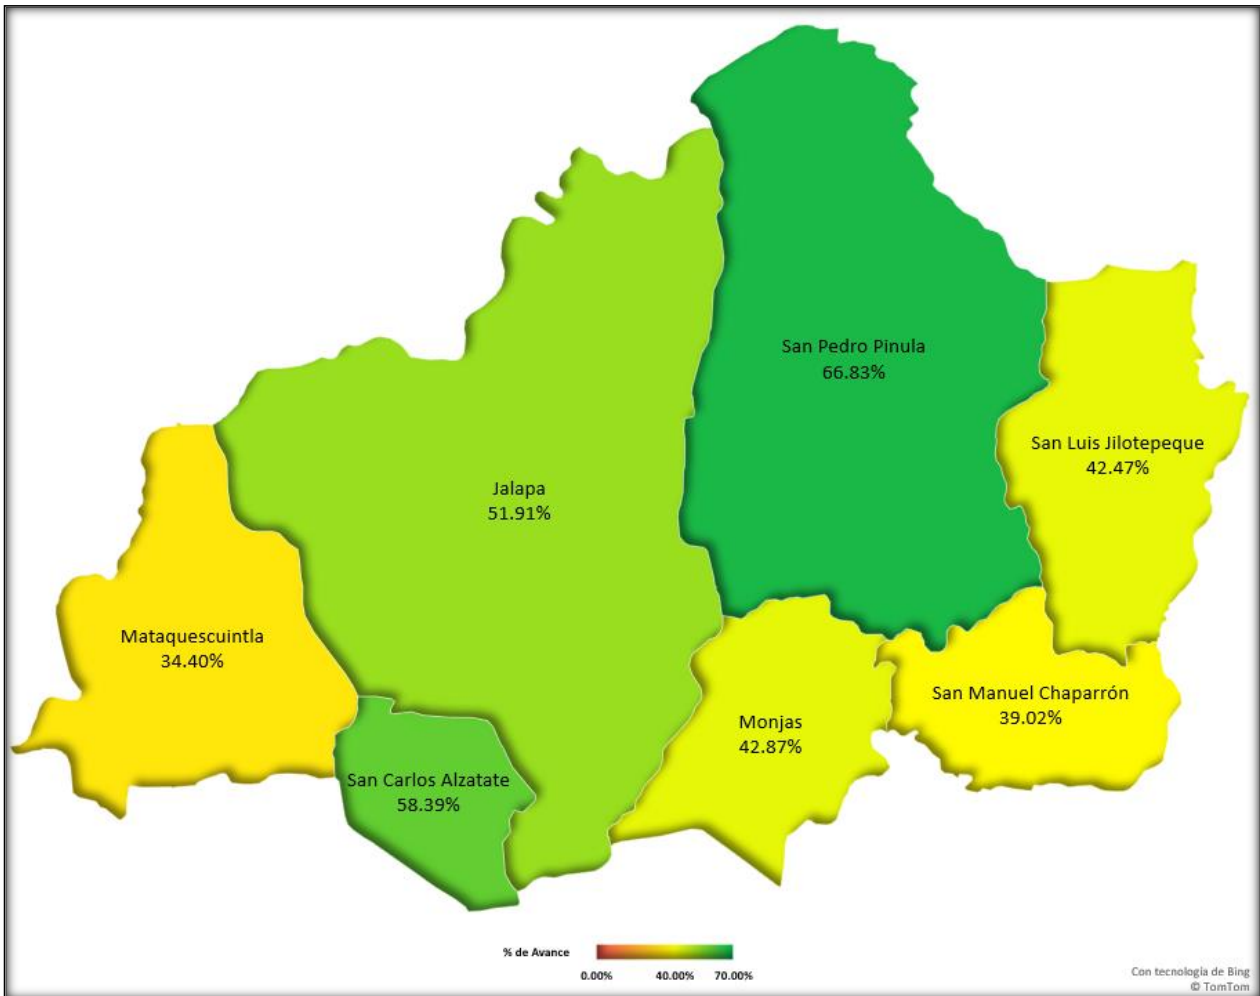 San Pedro Pinula
66.83%
San Luis Jilotepeque
42.47%
Jalapa
51.91%
Mataquescuintla
34.40%
San Manuel Chaparrón
39.02%
Monjas
42.87%
San Carlos Alzatate
58.39%
% de Avance
0.00% 40.00% 70.00%
Con tecnología de Bing
© TomTom